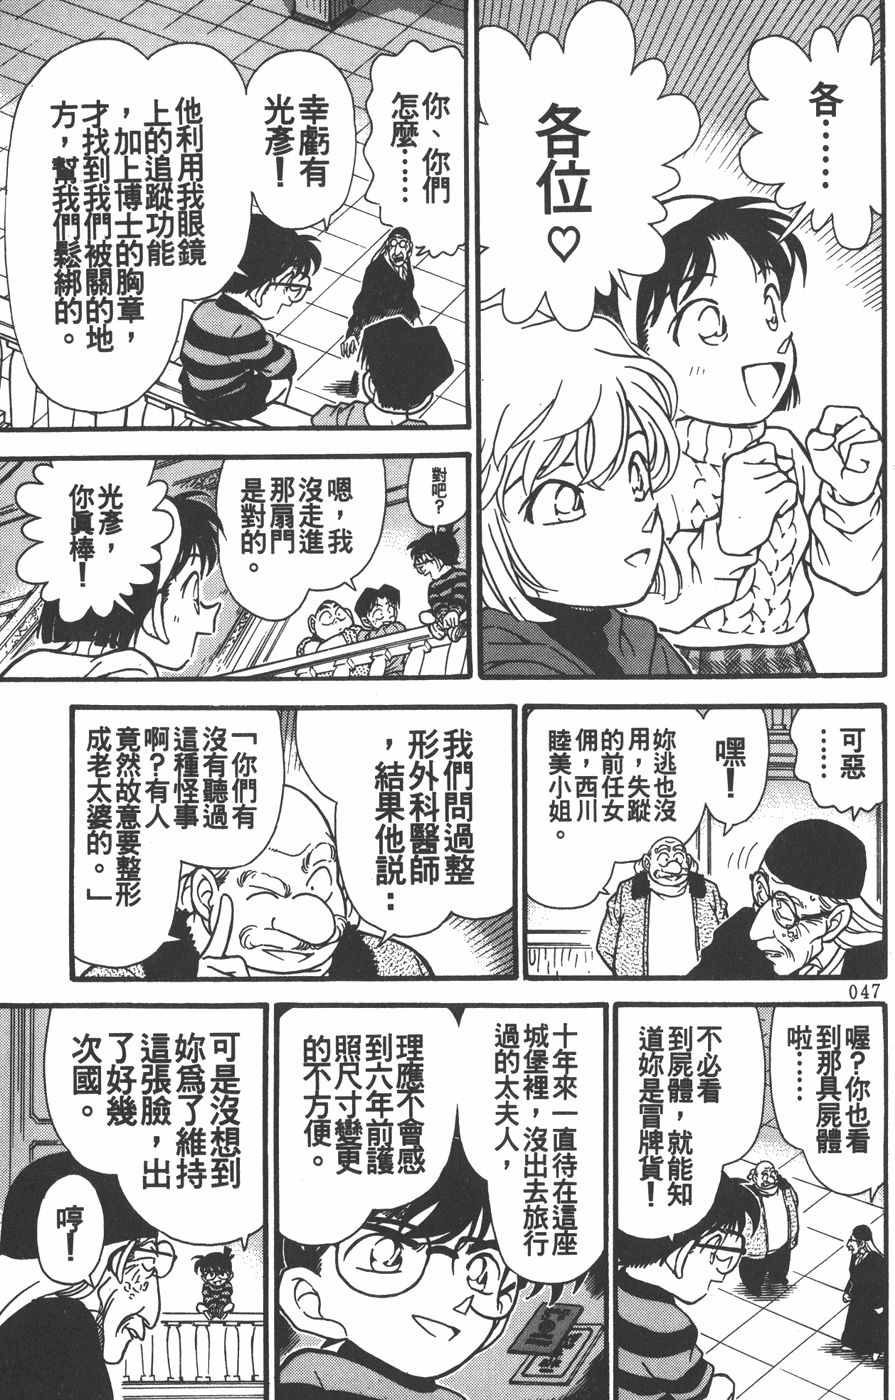 各……
各位♡
你、你們
怎麼……
幸虧有
光彥！
他利用我眼鏡
上的追蹤功能
，加上博士的胸章，
才找到我們被關的地
方，幫我們鬆綁的。
對吧？
嗯，我
沒走進
那扇門
是對的。
光彥，
你眞棒！
可惡
……
嘿！
妳逃也沒
用，失蹤
的前任女
佣，西川
睦美小姐。
我們問過整
形外科醫師
，結果他說：
「你們有
沒有聽過
這種怪事
啊？有人
竟然故意要整形
成老太婆的。」
047
喔？你也看
到那具屍體
啦……
不必看
到屍體，就能知
道妳是冒牌貨！
十年來一直待在這座
城堡裡，沒出去旅行
過的太夫人，
理應不會感
到六年前護
照尺寸變更
的不方便。
可是沒想到
妳爲了維持
這張臉，出
了好幾
次國。
哼！